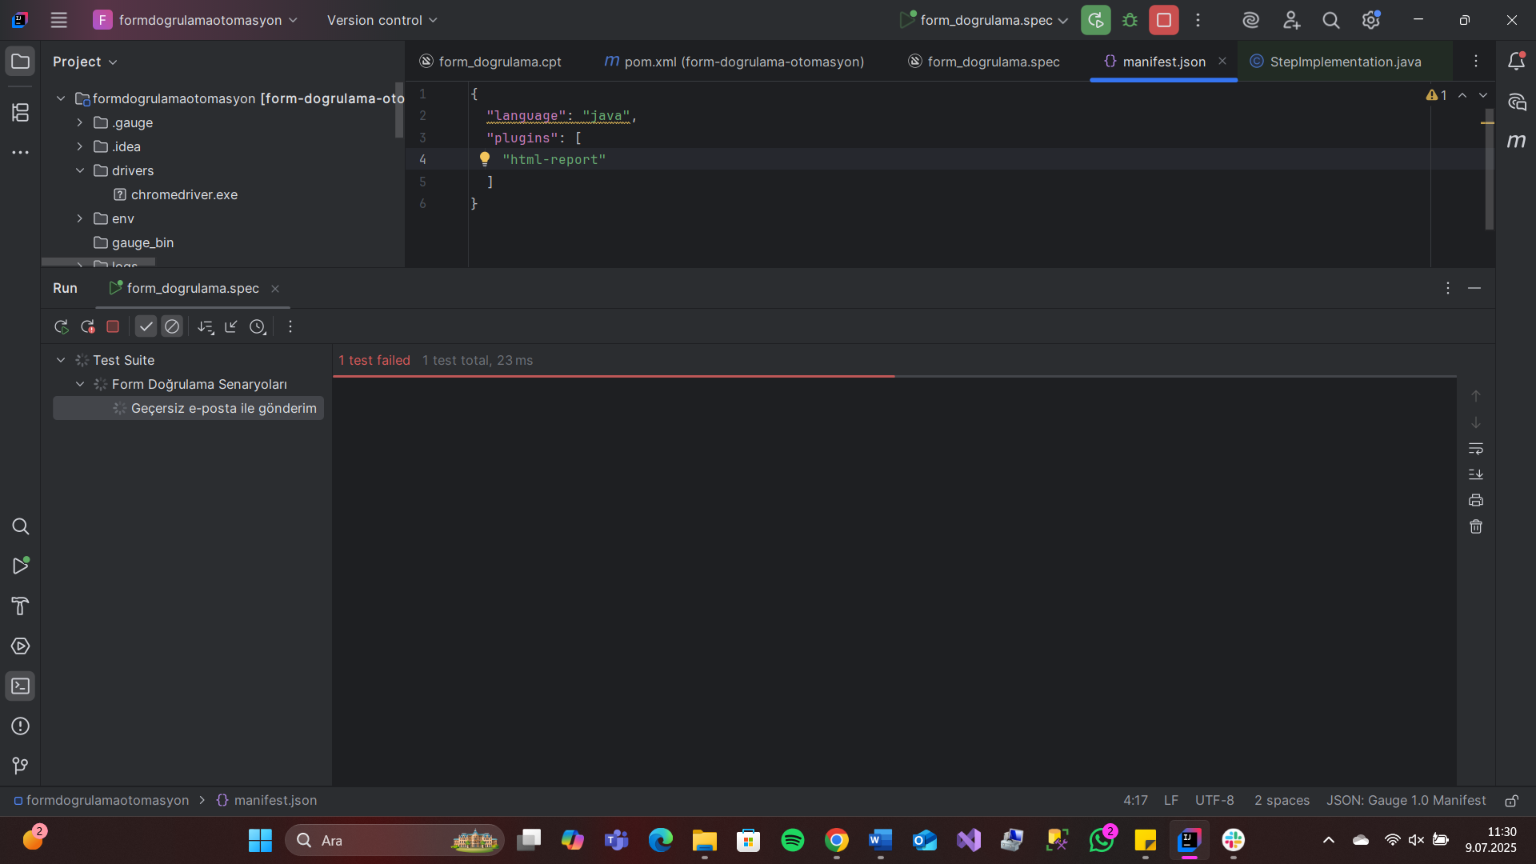 F formdogrulamaotomasyon Version control form_dogrulama.spec
Project
form_dogrulama.cpt m pom.xml (form-dogrulama-otomasyon) form_dogrulama.spec {} manifest.json StepImplementation.java
formdogrulamaotomasyon [form-dogrulama-oto
.gauge
.idea
drivers
chromedriver.exe
env
gauge_bin
logs
1 {
2 "language": "java",
3 "plugins": [
4 "html-report"
5 ]
6 }
1
m
Run form_dogrulama.spec
Test Suite
Form Doğrulama Senaryoları
Geçersiz e-posta ile gönderim
1 test failed 1 test total, 23 ms
formdogrulamaotomasyon > {} manifest.json
4:17 LF UTF-8 2 spaces JSON: Gauge 1.0 Manifest
2
Ara
2
11:30
9.07.2025